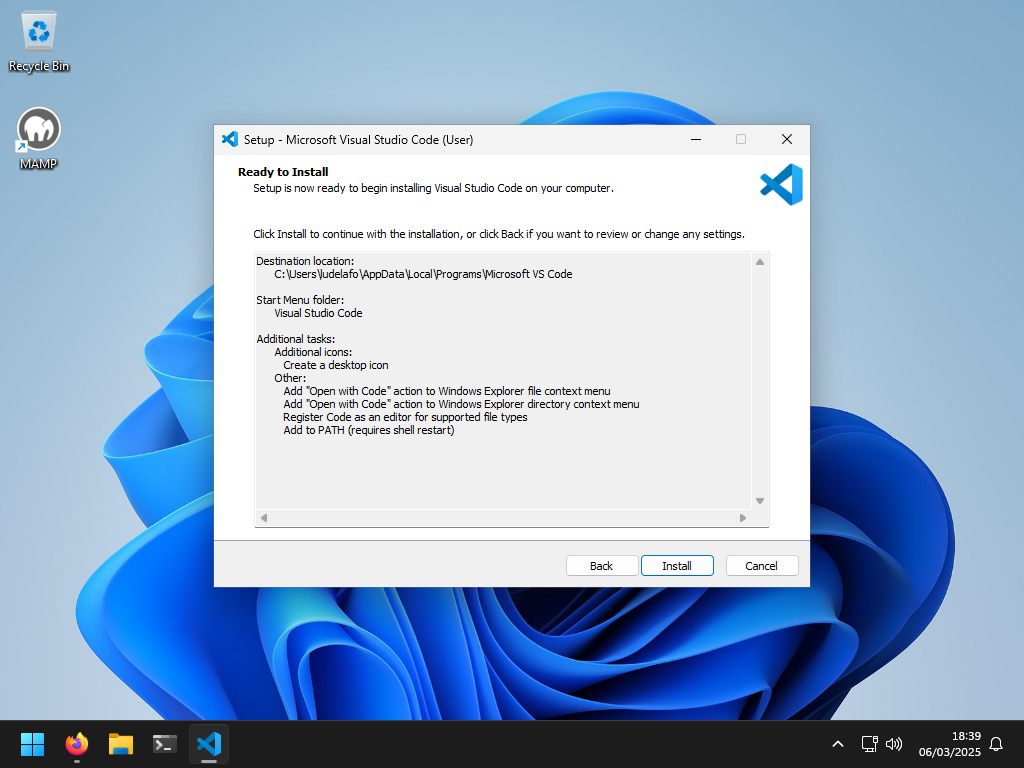 Recycle Bin
MAMP
Setup - Microsoft Visual Studio Code (User)
Ready to Install
Setup is now ready to begin installing Visual Studio Code on your computer.
Click Install to continue with the installation, or click Back if you want to review or change any settings.
Destination location:
C:\Users\ludelafo\AppData\Local\Programs\Microsoft VS Code
Start Menu folder:
Visual Studio Code
Additional tasks:
Additional icons:
Create a desktop icon
Other:
Add "Open with Code" action to Windows Explorer file context menu
Add "Open with Code" action to Windows Explorer directory context menu
Register Code as an editor for supported file types
Add to PATH (requires shell restart)
Back
Install
Cancel
18:39
06/03/2025